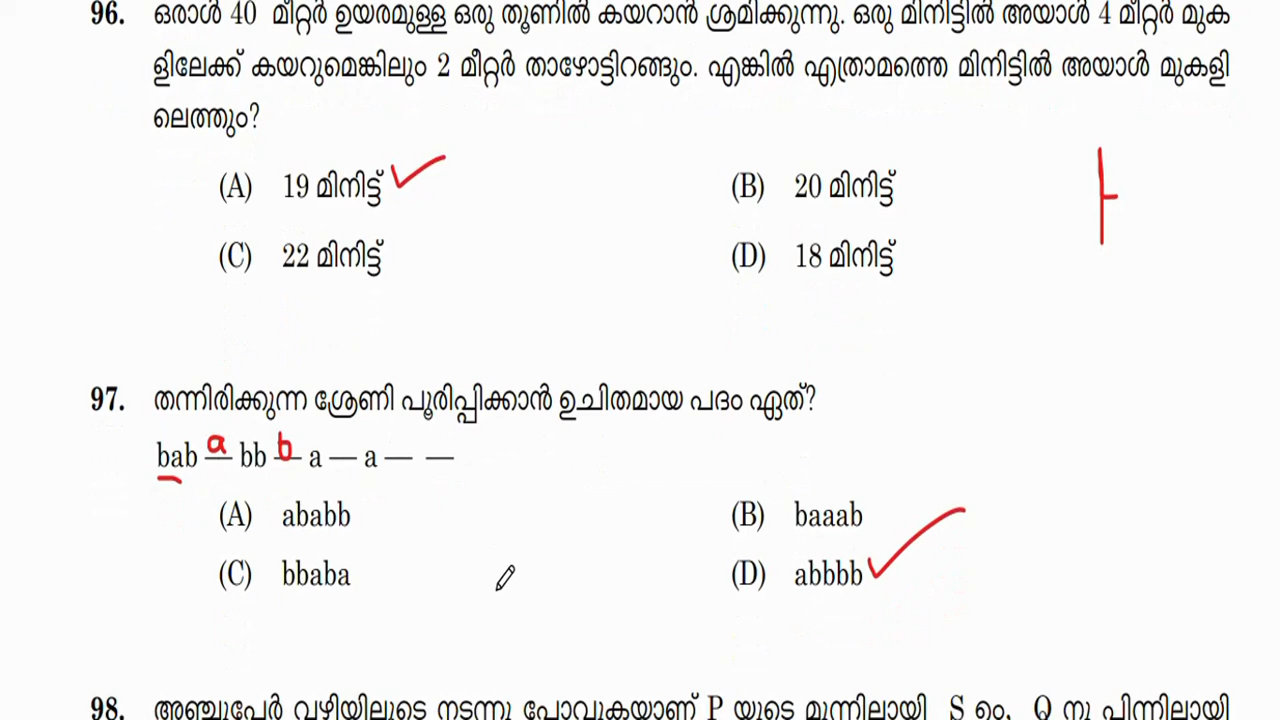 96. ഒരാൾ 40 മീറ്റർ ഉയരമുള്ള ഒരു തൂണിൽ കയറാൻ ശ്രമിക്കുന്നു. ഒരു മിനിട്ടിൽ അയാൾ 4 മീറ്റർ മുക
ളിലേക്ക് കയറുമെങ്കിലും 2 മീറ്റർ താഴോട്ടിറങ്ങും. എങ്കിൽ എത്രാമത്തെ മിനിട്ടിൽ അയാൾ മുകളി
ലെത്തും?
(A) 19 മിനിട്ട് (B) 20 മിനിട്ട്
(C) 22 മിനിട്ട് (D) 18 മിനിട്ട്
97. തന്നിരിക്കുന്ന ശ്രേണി പൂരിപ്പിക്കാൻ ഉചിതമായ പദം ഏത്?
bab a bb b a — a — —
(A) ababb (B) baaab
(C) bbaba (D) abbbb
98. അഞ്ചുപേർ വഴിയിലൂടെ നടന്നു പോവുകയാണ് P യുടെ മുന്നിലായി S ഉം, Q നു പിന്നിലായി